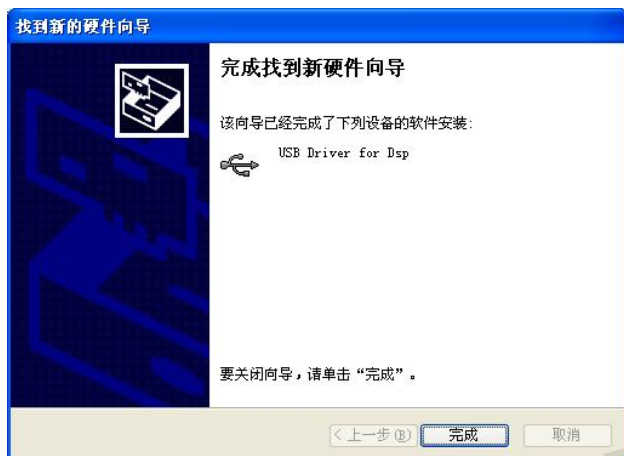 找到新的硬件向导
完成找到新硬件向导
该向导已经完成了下列设备的软件安装:
USB Driver for Dsp
要关闭向导，请单击“完成”。
<上一步(B)
完成
取消